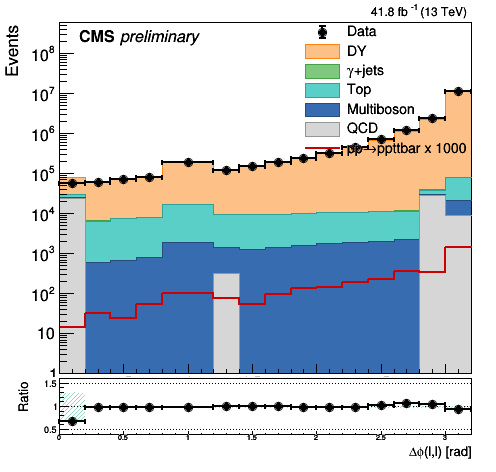 41.8 fb⁻¹ (13 TeV)
CMS preliminary
Events
Data
DY
γ+jets
Top
Multiboson
QCD
pp→ppttbar x 1000
10⁸
10⁷
10⁶
10⁵
10⁴
10³
10²
10
1
Ratio
1.5
1
0.5
0 0.5 1 1.5 2 2.5 3
Δϕ(l,l) [rad]